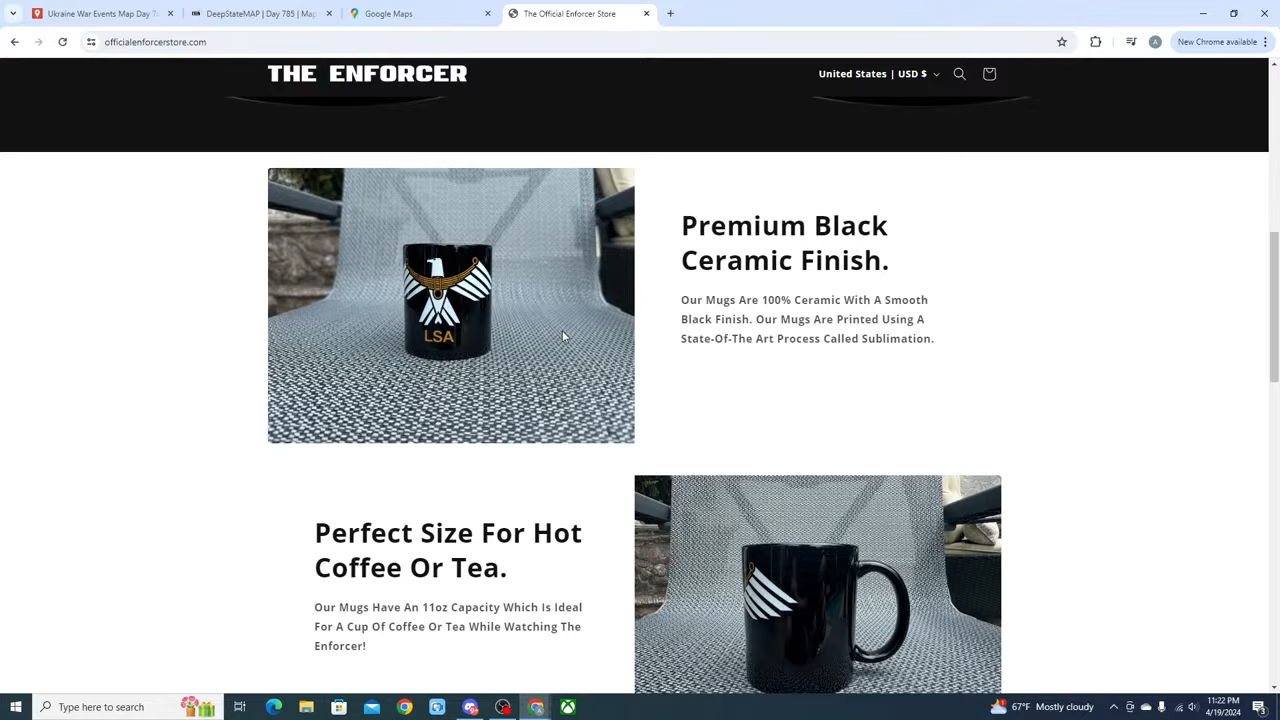 Ukraine War Events Map Day 7
DeepStateMAP | Day 785 | Map
Google Maps
The Official Enforcer Store
officialenforcerstore.com
A
New Chrome available
THE ENFORCER
United States | USD $
LSA
Premium Black
Ceramic Finish.
Our Mugs Are 100% Ceramic With A Smooth
Black Finish. Our Mugs Are Printed Using A
State-Of-The Art Process Called Sublimation.
Perfect Size For Hot
Coffee Or Tea.
Our Mugs Have An 11oz Capacity Which Is Ideal
For A Cup Of Coffee Or Tea While Watching The
Enforcer!
Type here to search
67°F Mostly cloudy
11:22 PM
4/19/2024